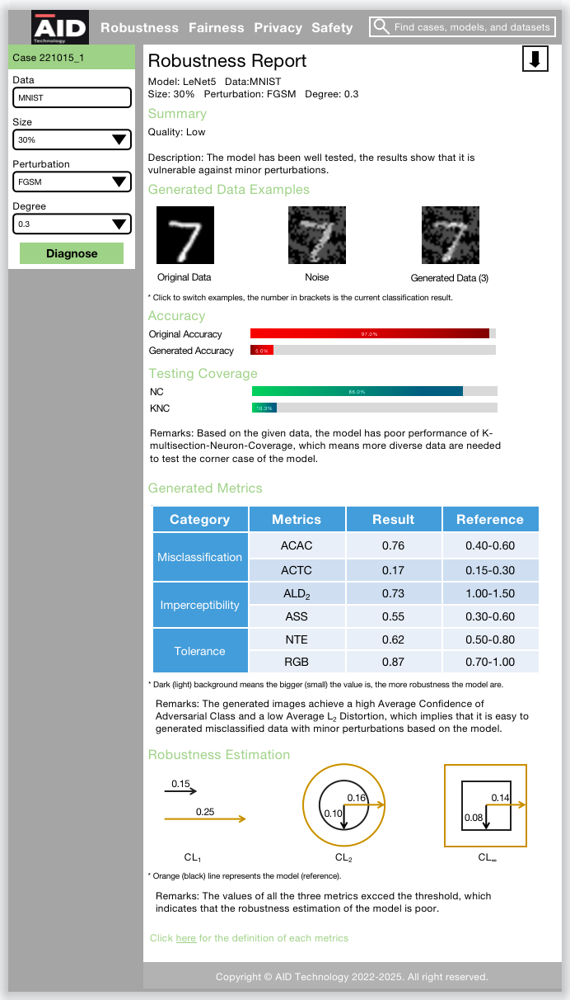 AID
Technology
Robustness Fairness Privacy Safety
Find cases, models, and datasets
Case 221015_1
Data
MNIST
Size
30%
Perturbation
FGSM
Degree
0.3
Diagnose
Robustness Report
Model: LeNet5 Data:MNIST
Size: 30% Perturbation: FGSM Degree: 0.3
Summary
Quality: Low
Description: The model has been well tested, the results show that it is
vulnerable against minor perturbations.
Generated Data Examples
7 7 7
Original Data Noise Generated Data (3)
* Click to switch examples, the number in brackets is the current classification result.
Accuracy
Original Accuracy 97.0%
Generated Accuracy 5.0%
Testing Coverage
NC 86.0%
KNC 10.3%
Remarks: Based on the given data, the model has poor performance of K-
multisection-Neuron-Coverage, which means more diverse data are needed
to test the corner case of the model.
Generated Metrics
Category Metrics Result Reference
Misclassification ACAC 0.76 0.40-0.60
ACTC 0.17 0.15-0.30
Imperceptibility ALD2 0.73 1.00-1.50
ASS 0.55 0.30-0.60
Tolerance NTE 0.62 0.50-0.80
RGB 0.87 0.70-1.00
* Dark (light) background means the bigger (small) the value is, the more robustness the model are.
Remarks: The generated images achieve a high Average Confidence of
Adversarial Class and a low Average L2 Distortion, which implies that it is easy to
generated misclassified data with minor perturbations based on the model.
Robustness Estimation
0.15
0.25
0.16
0.10
0.14
0.08
CL1 CL2 CL∞
* Orange (black) line represents the model (reference).
Remarks: The values of all the three metrics excced the threshold, which
indicates that the robustness estimation of the model is poor.
Click here for the definition of each metrics
Copyright © AID Technology 2022-2025. All right reserved.